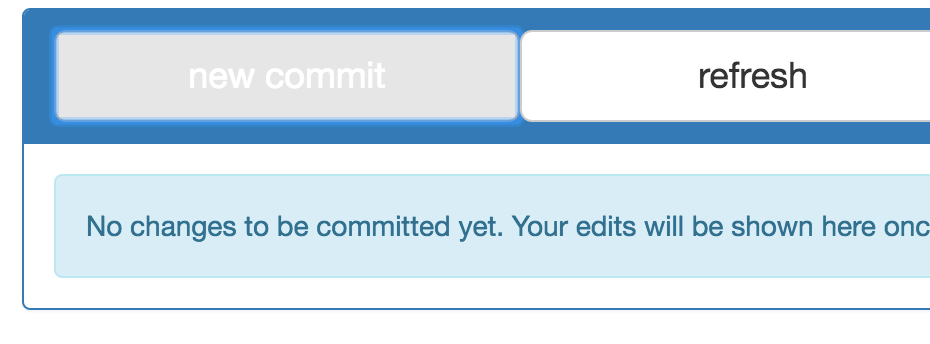 new commit
refresh
No changes to be committed yet. Your edits will be shown here onc